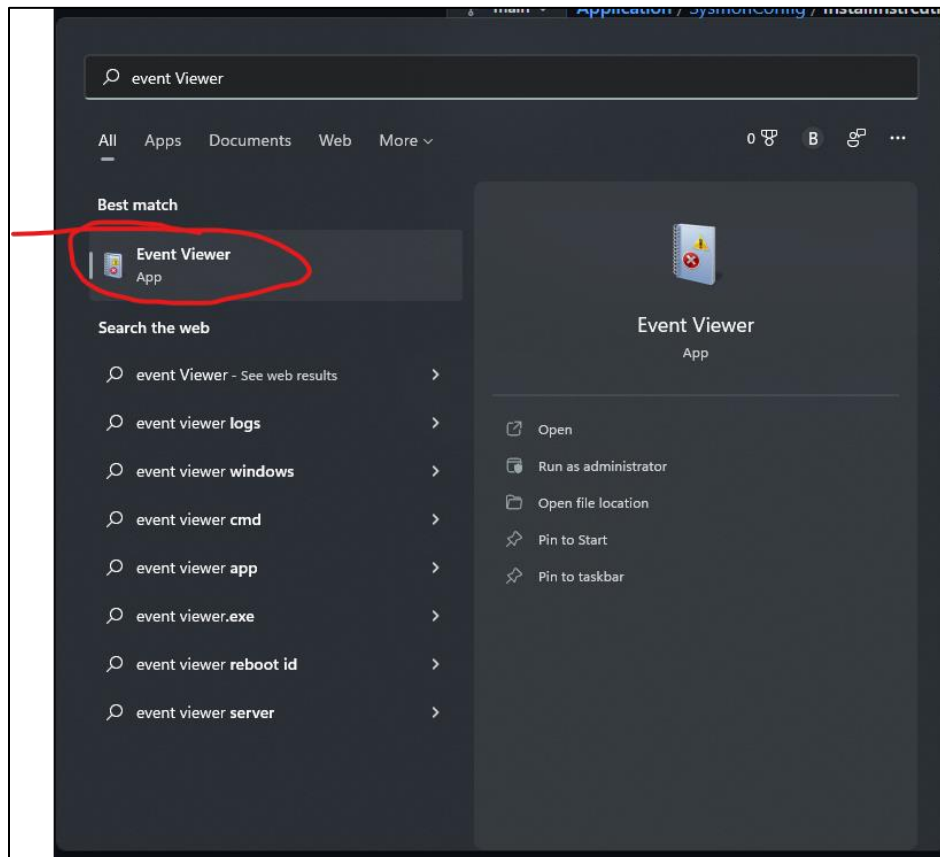 main Application / SysmonConfig /
event Viewer
All Apps Documents Web More
0 B ...
Best match
Event Viewer
App
Search the web
event Viewer - See web results
event viewer logs
event viewer windows
event viewer cmd
event viewer app
event viewer.exe
event viewer reboot id
event viewer server
Event Viewer
App
Open
Run as administrator
Open file location
Pin to Start
Pin to taskbar